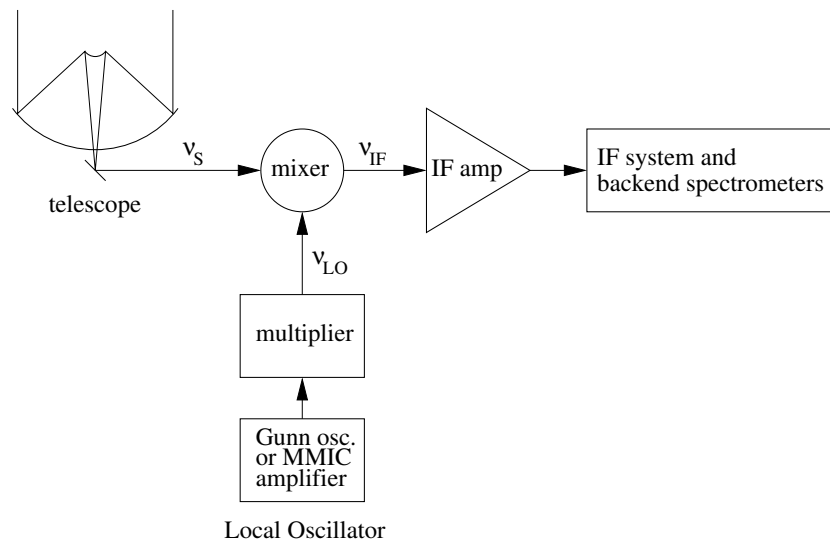 ν_S
mixer
ν_IF
IF amp
IF system and
backend spectrometers
telescope
ν_LO
multiplier
Gunn osc.
or MMIC
amplifier
Local Oscillator